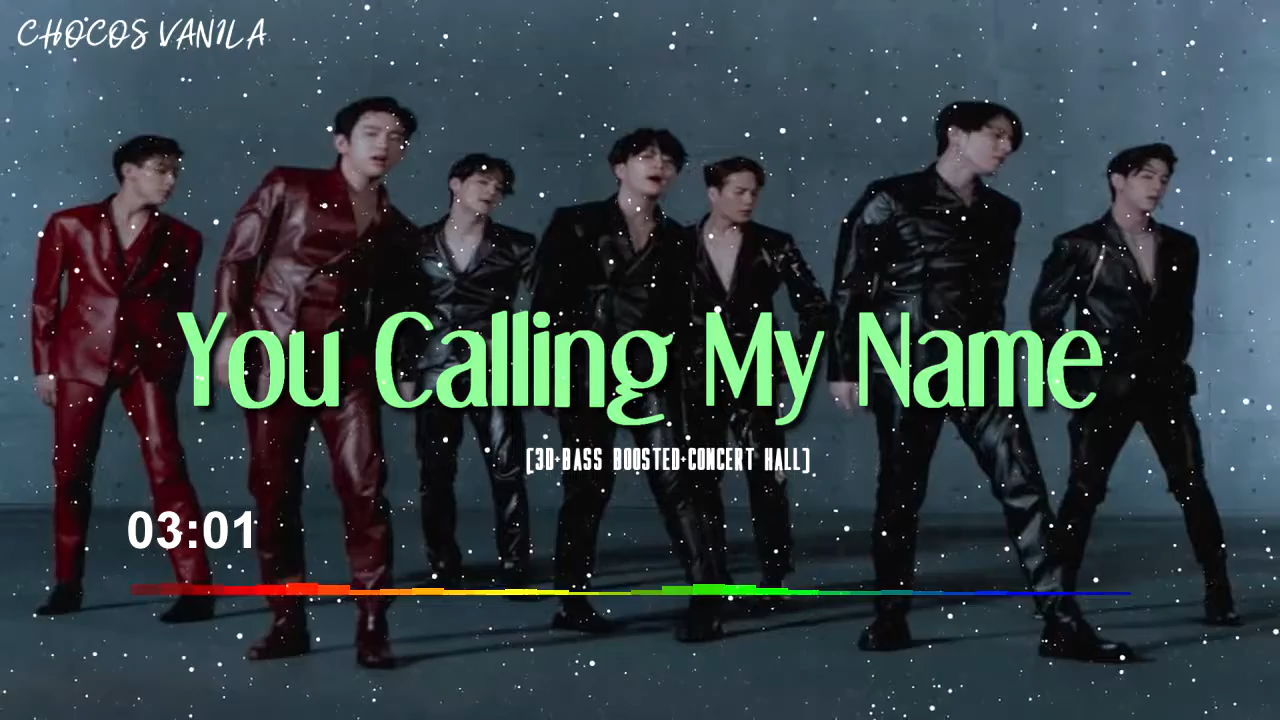 CHOCOS VANILA
You Calling My Name
[3D+BASS BOOSTED+CONCERT HALL]
03:01